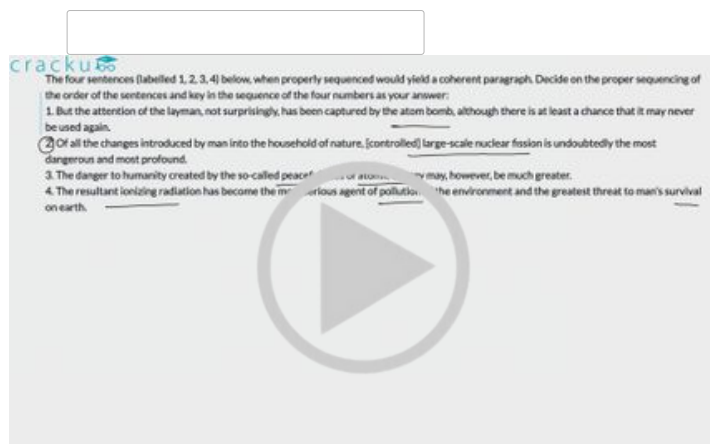 cracku
The four sentences (labelled 1, 2, 3, 4) below, when properly sequenced would yield a coherent paragraph. Decide on the proper sequencing of
the order of the sentences and key in the sequence of the four numbers as your answer:
1. But the attention of the layman, not surprisingly, has been captured by the atom bomb, although there is at least a chance that it may never
be used again.
2. Of all the changes introduced by man into the household of nature, [controlled] large-scale nuclear fission is undoubtedly the most
dangerous and most profound.
3. The danger to humanity created by the so-called may, however, be much greater.
4. The resultant ionizing radiation has become the agent of pollution the environment and the greatest threat to man's survival
on earth.